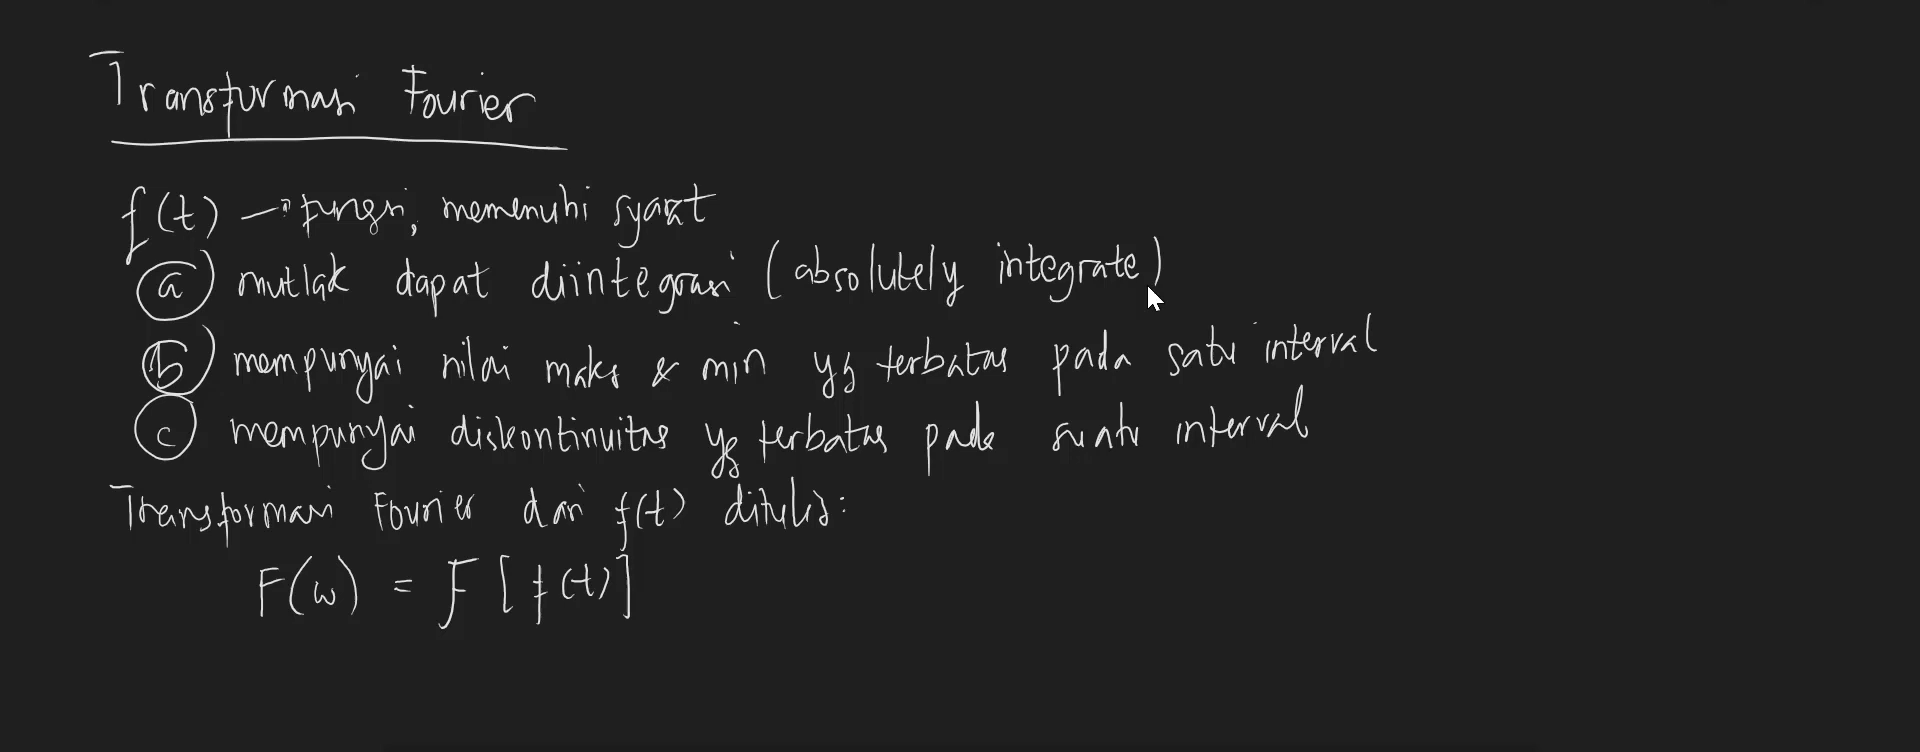 Transformasi Fourier
f(t) → fungsi, memenuhi syarat
(a) mutlak dapat diintegrasi (absolutely integrate)
(b) mempunyai nilai maks & min yg terbatas pada satu interval
(c) mempunyai diskontinuitas yg terbatas pada suatu interval
Transformasi Fourier dari f(t) ditulis:
F(ω) = F [f(t)]